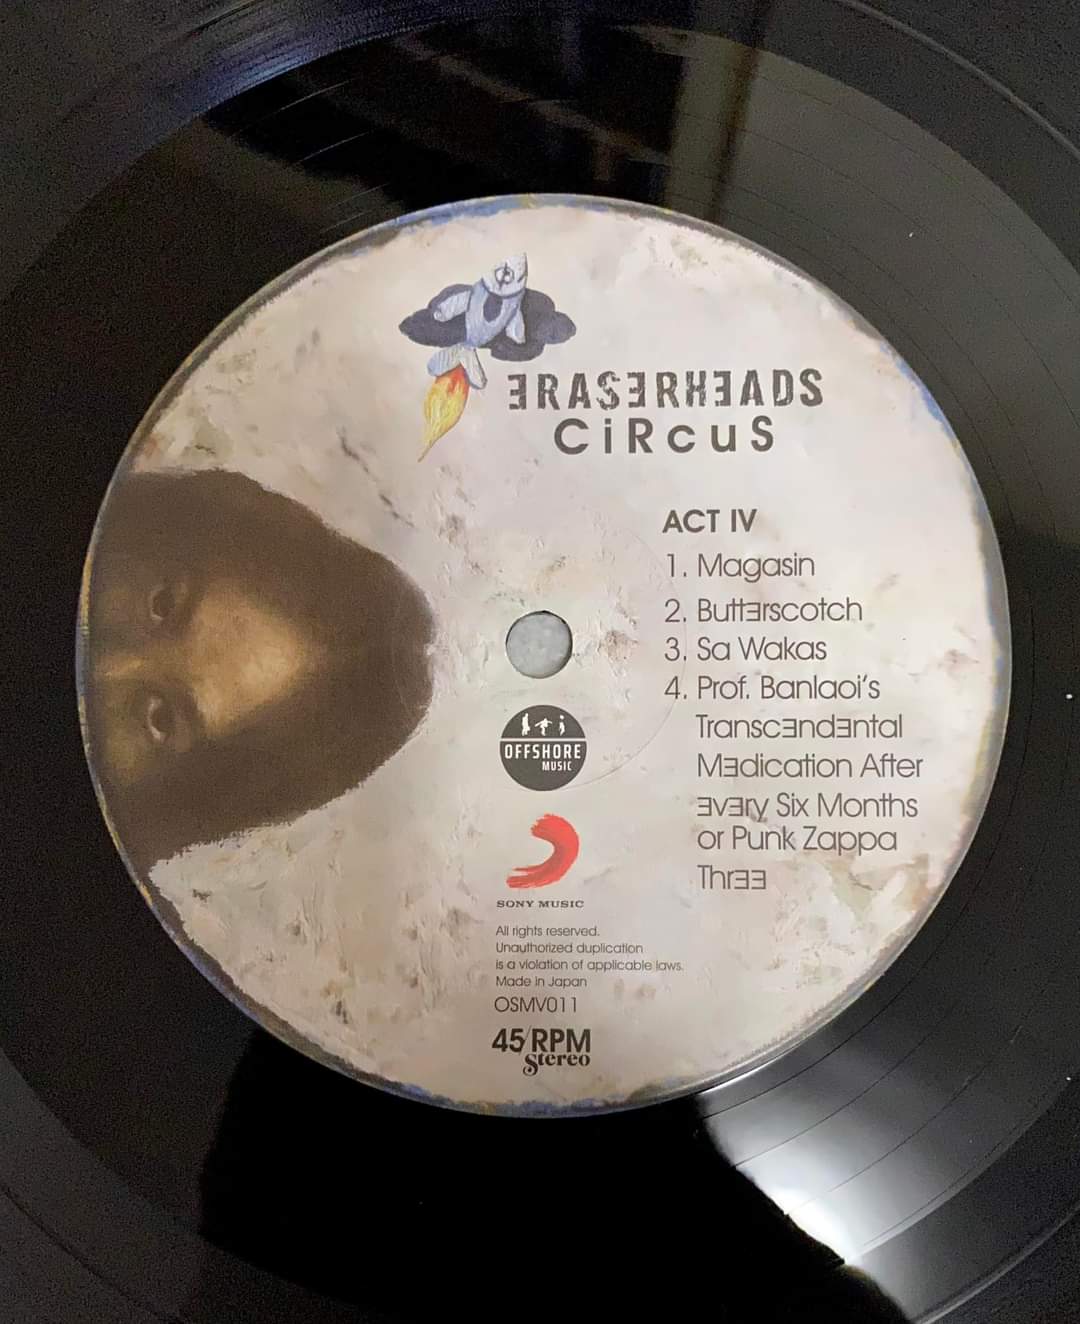 ƎRASƎRHƎADS
CiRcuS
ACT IV
1. Magasin
2. Buttɘrscotch
3. Sa Wakas
4. Prof. Banlaoi's
TranscƎndɘntal
MƎdication After
ƎvƎry Six Months
or Punk Zappa
ThrƎƎ
OFFSHORE
MUSIC
SONY MUSIC
All rights reserved.
Unauthorized duplication
is a violation of applicable laws.
Made in Japan
OSMV011
45/RPM
Stereo